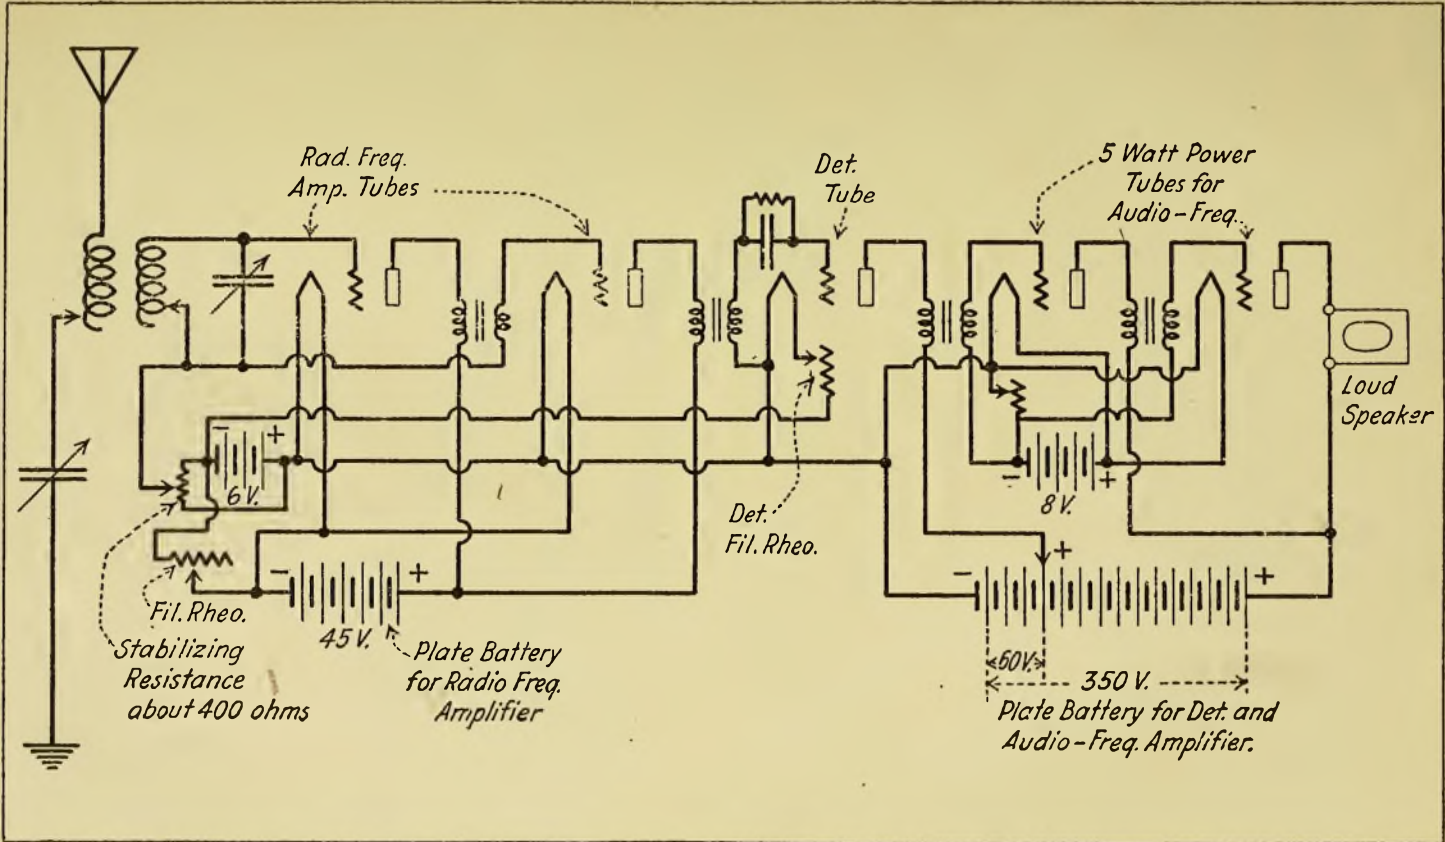 Rad. Freq.
Amp. Tubes
Det.
Tube
5 Watt Power
Tubes for
Audio-Freq.
Loud
Speaker
- +
6 V.
- +
8 V.
Det.
Fil. Rheo.
Fil. Rheo.
- +
45 V.
Stabilizing
Resistance
about 400 ohms
Plate Battery
for Radio Freq.
Amplifier
- + +
60V.
350 V.
Plate Battery for Det. and
Audio-Freq. Amplifier.